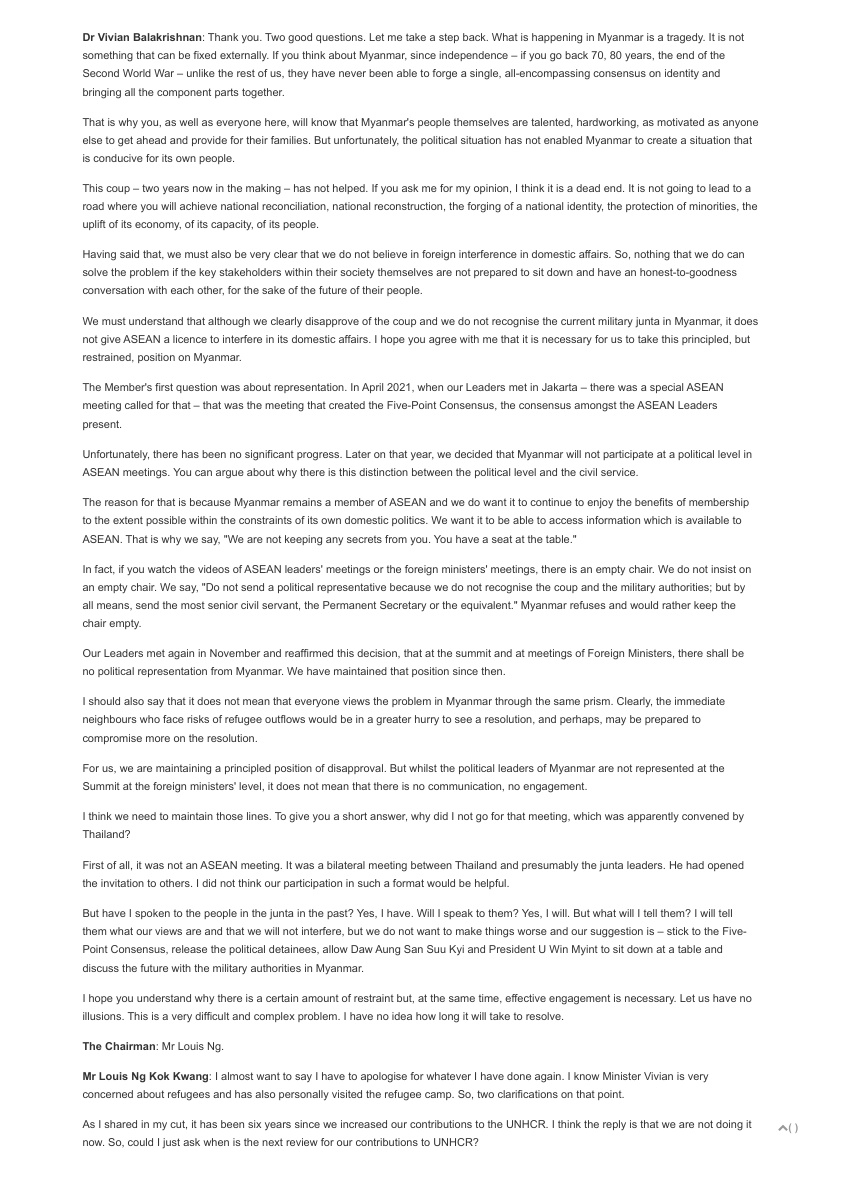 Dr Vivian Balakrishnan: Thank you. Two good questions. Let me take a step back. What is happening in Myanmar is a tragedy. It is not
something that can be fixed externally. If you think about Myanmar, since independence – if you go back 70, 80 years, the end of the
Second World War – unlike the rest of us, they have never been able to forge a single, all-encompassing consensus on identity and
bringing all the component parts together.
That is why you, as well as everyone here, will know that Myanmar's people themselves are talented, hardworking, as motivated as anyone
else to get ahead and provide for their families. But unfortunately, the political situation has not enabled Myanmar to create a situation that
is conducive for its own people.
This coup – two years now in the making – has not helped. If you ask me for my opinion, I think it is a dead end. It is not going to lead to a
road where you will achieve national reconciliation, national reconstruction, the forging of a national identity, the protection of minorities, the
uplift of its economy, of its capacity, of its people.
Having said that, we must also be very clear that we do not believe in foreign interference in domestic affairs. So, nothing that we do can
solve the problem if the key stakeholders within their society themselves are not prepared to sit down and have an honest-to-goodness
conversation with each other, for the sake of the future of their people.
We must understand that although we clearly disapprove of the coup and we do not recognise the current military junta in Myanmar, it does
not give ASEAN a licence to interfere in its domestic affairs. I hope you agree with me that it is necessary for us to take this principled, but
restrained, position on Myanmar.
The Member's first question was about representation. In April 2021, when our Leaders met in Jakarta – there was a special ASEAN
meeting called for that – that was the meeting that created the Five-Point Consensus, the consensus amongst the ASEAN Leaders
present.
Unfortunately, there has been no significant progress. Later on that year, we decided that Myanmar will not participate at a political level in
ASEAN meetings. You can argue about why there is this distinction between the political level and the civil service.
The reason for that is because Myanmar remains a member of ASEAN and we do want it to continue to enjoy the benefits of membership
to the extent possible within the constraints of its own domestic politics. We want it to be able to access information which is available to
ASEAN. That is why we say, "We are not keeping any secrets from you. You have a seat at the table."
In fact, if you watch the videos of ASEAN leaders' meetings or the foreign ministers' meetings, there is an empty chair. We do not insist on
an empty chair. We say, "Do not send a political representative because we do not recognise the coup and the military authorities; but by
all means, send the most senior civil servant, the Permanent Secretary or the equivalent." Myanmar refuses and would rather keep the
chair empty.
Our Leaders met again in November and reaffirmed this decision, that at the summit and at meetings of Foreign Ministers, there shall be
no political representation from Myanmar. We have maintained that position since then.
I should also say that it does not mean that everyone views the problem in Myanmar through the same prism. Clearly, the immediate
neighbours who face risks of refugee outflows would be in a greater hurry to see a resolution, and perhaps, may be prepared to
compromise more on the resolution.
For us, we are maintaining a principled position of disapproval. But whilst the political leaders of Myanmar are not represented at the
Summit at the foreign ministers' level, it does not mean that there is no communication, no engagement.
I think we need to maintain those lines. To give you a short answer, why did I not go for that meeting, which was apparently convened by
Thailand?
First of all, it was not an ASEAN meeting. It was a bilateral meeting between Thailand and presumably the junta leaders. He had opened
the invitation to others. I did not think our participation in such a format would be helpful.
But have I spoken to the people in the junta in the past? Yes, I have. Will I speak to them? Yes, I will. But what will I tell them? I will tell
them what our views are and that we will not interfere, but we do not want to make things worse and our suggestion is – stick to the Five-
Point Consensus, release the political detainees, allow Daw Aung San Suu Kyi and President U Win Myint to sit down at a table and
discuss the future with the military authorities in Myanmar.
I hope you understand why there is a certain amount of restraint but, at the same time, effective engagement is necessary. Let us have no
illusions. This is a very difficult and complex problem. I have no idea how long it will take to resolve.
The Chairman: Mr Louis Ng.
Mr Louis Ng Kok Kwang: I almost want to say I have to apologise for whatever I have done again. I know Minister Vivian is very
concerned about refugees and has also personally visited the refugee camp. So, two clarifications on that point.
As I shared in my cut, it has been six years since we increased our contributions to the UNHCR. I think the reply is that we are not doing it
now. So, could I just ask when is the next review for our contributions to UNHCR?
( )